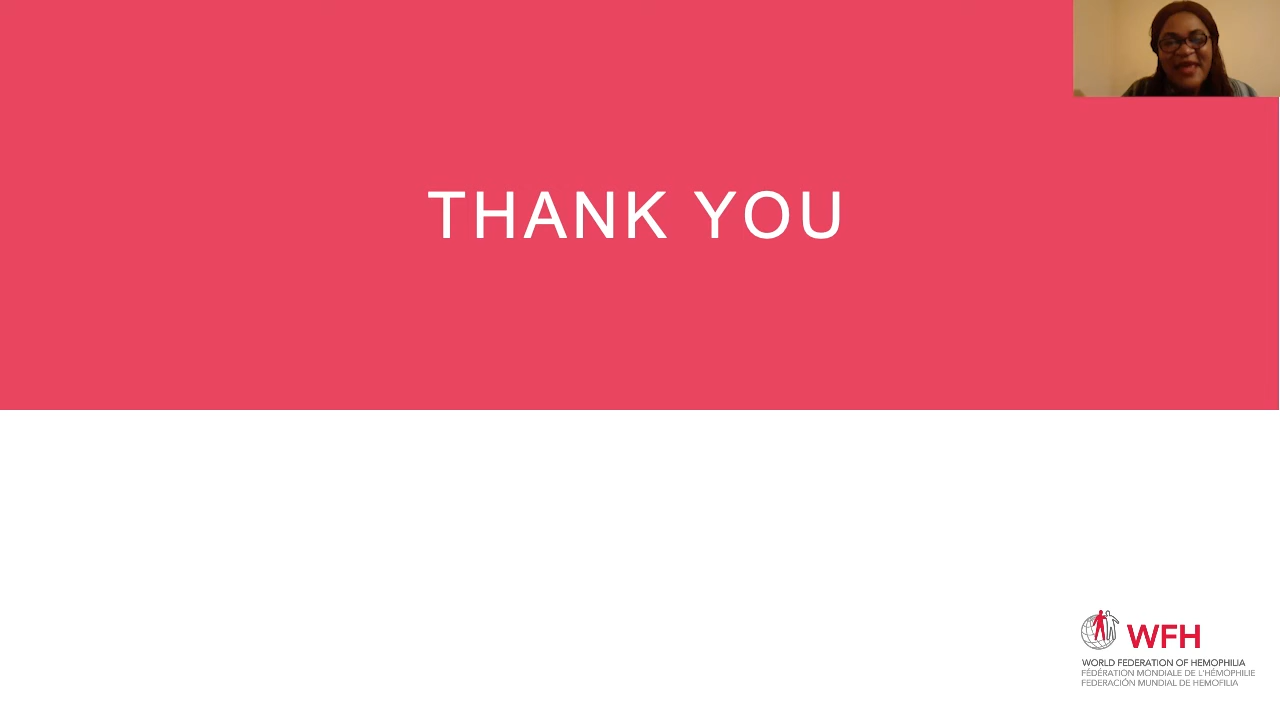 THANK YOU
WFH
WORLD FEDERATION OF HEMOPHILIA
FÉDÉRATION MONDIALE DE L'HÉMOPHILIE
FEDERACIÓN MUNDIAL DE HEMOFILIA